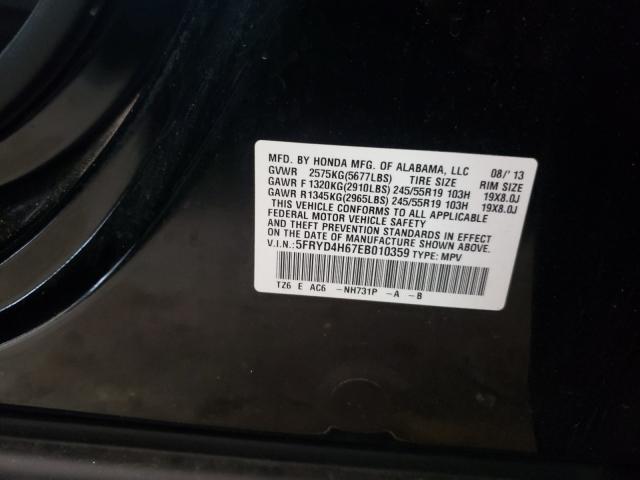 MFD. BY HONDA MFG. OF ALABAMA, LLC 08/'13
GVWR 2575KG(5677LBS) TIRE SIZE RIM SIZE
GAWR F 1320KG(2910LBS) 245/55R19 103H 19X8.0J
GAWR R1345KG(2965LBS) 245/55R19 103H 19X8.0J
THIS VEHICLE CONFORMS TO ALL APPLICABLE
FEDERAL MOTOR VEHICLE SAFETY
AND THEFT PREVENTION STANDARDS IN EFFECT
ON THE DATE OF MANUFACTURE SHOWN ABOVE.
V.I.N.:5FRYD4H67EB010359 TYPE: MPV
TZ6 E AC6 -NH731P -A -B